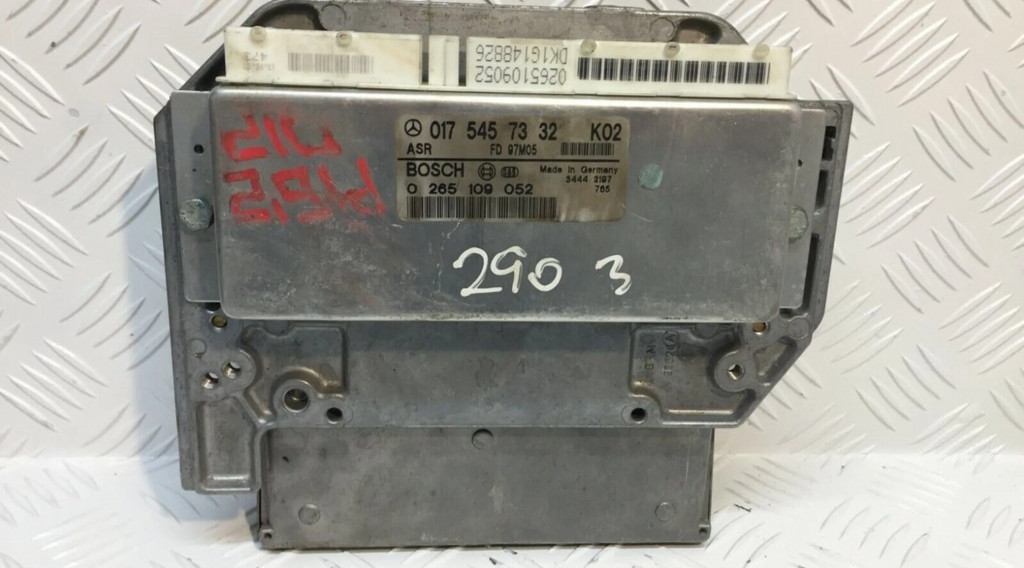 02651109052
DK1G148826
017 545 73 32 K02
ASR FD 97M05
BOSCH Made in Germany
3444 2197
0 265 109 052 765
290 3